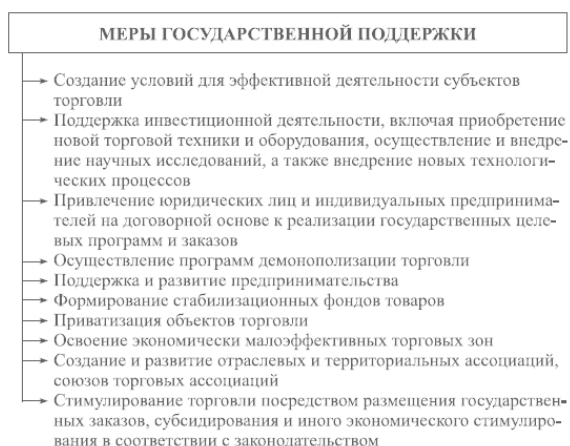 МЕРЫ ГОСУДАРСТВЕННОЙ ПОДДЕРЖКИ
Создание условий для эффективной деятельности субъектов
торговли
Поддержка инвестиционной деятельности, включая приобретение
новой торговой техники и оборудования, осуществление и внедре-
ние научных исследований, а также внедрение новых технологи-
ческих процессов
Привлечение юридических лиц и индивидуальных предпринима-
телей на договорной основе к реализации государственных целе-
вых программ и заказов
Осуществление программ демонополизации торговли
Поддержка и развитие предпринимательства
Формирование стабилизационных фондов товаров
Приватизация объектов торговли
Освоение экономически малоэффективных торговых зон
Создание и развитие отраслевых и территориальных ассоциаций,
союзов торговых ассоциаций
Стимулирование торговли посредством размещения государствен-
ных заказов, субсидирования и иного экономического стимулиро-
вания в соответствии с законодательством